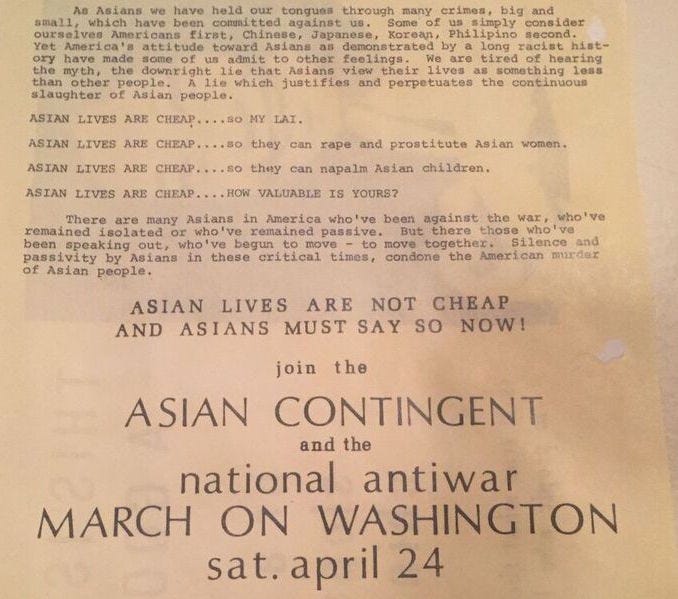 As Asians we have held our tongues through many crimes, big and
small, which have been committed against us. Some of us simply consider
ourselves Americans first, Chinese, Japanese, Korean, Philipino second.
Yet America's attitude toward Asians as demonstrated by a long racist hist-
ory have made some of us admit to other feelings. We are tired of hearing
the myth, the downright lie that Asians view their lives as something less
than other people. A lie which justifies and perpetuates the continuous
slaughter of Asian people.
ASIAN LIVES ARE CHEAP....so MY LAI.
ASIAN LIVES ARE CHEAP....so they can rape and prostitute Asian women.
ASIAN LIVES ARE CHEAP....so they can napalm Asian children.
ASIAN LIVES ARE CHEAP....HOW VALUABLE IS YOURS?
There are many Asians in America who've been against the war, who've
remained isolated or who've remained passive. But there those who've
been speaking out, who've begun to move - to move together. Silence and
passivity by Asians in these critical times, condone the American murder
of Asian people.
ASIAN LIVES ARE NOT CHEAP
AND ASIANS MUST SAY SO NOW!
join the
ASIAN CONTINGENT
and the
national antiwar
MARCH ON WASHINGTON
sat. april 24